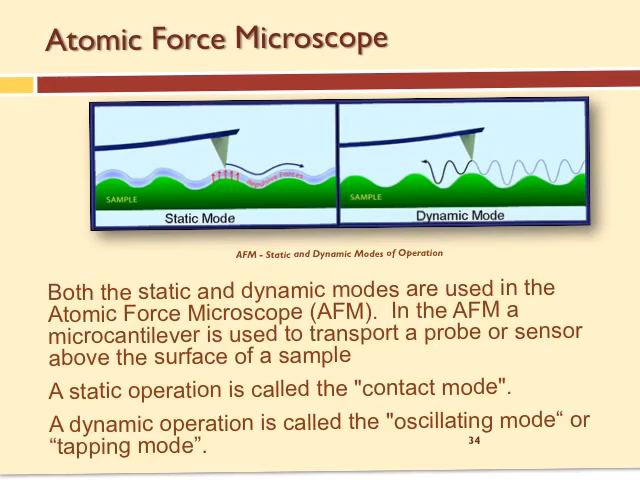 Atomic Force Microscope
Repulsive Forces
SAMPLE
Static Mode
SAMPLE
Dynamic Mode
AFM - Static and Dynamic Modes of Operation
Both the static and dynamic modes are used in the
Atomic Force Microscope (AFM).  In the AFM a
microcantilever is used to transport a probe or sensor
above the surface of a sample
A static operation is called the "contact mode".
A dynamic operation is called the "oscillating mode“ or
“tapping mode”.
34